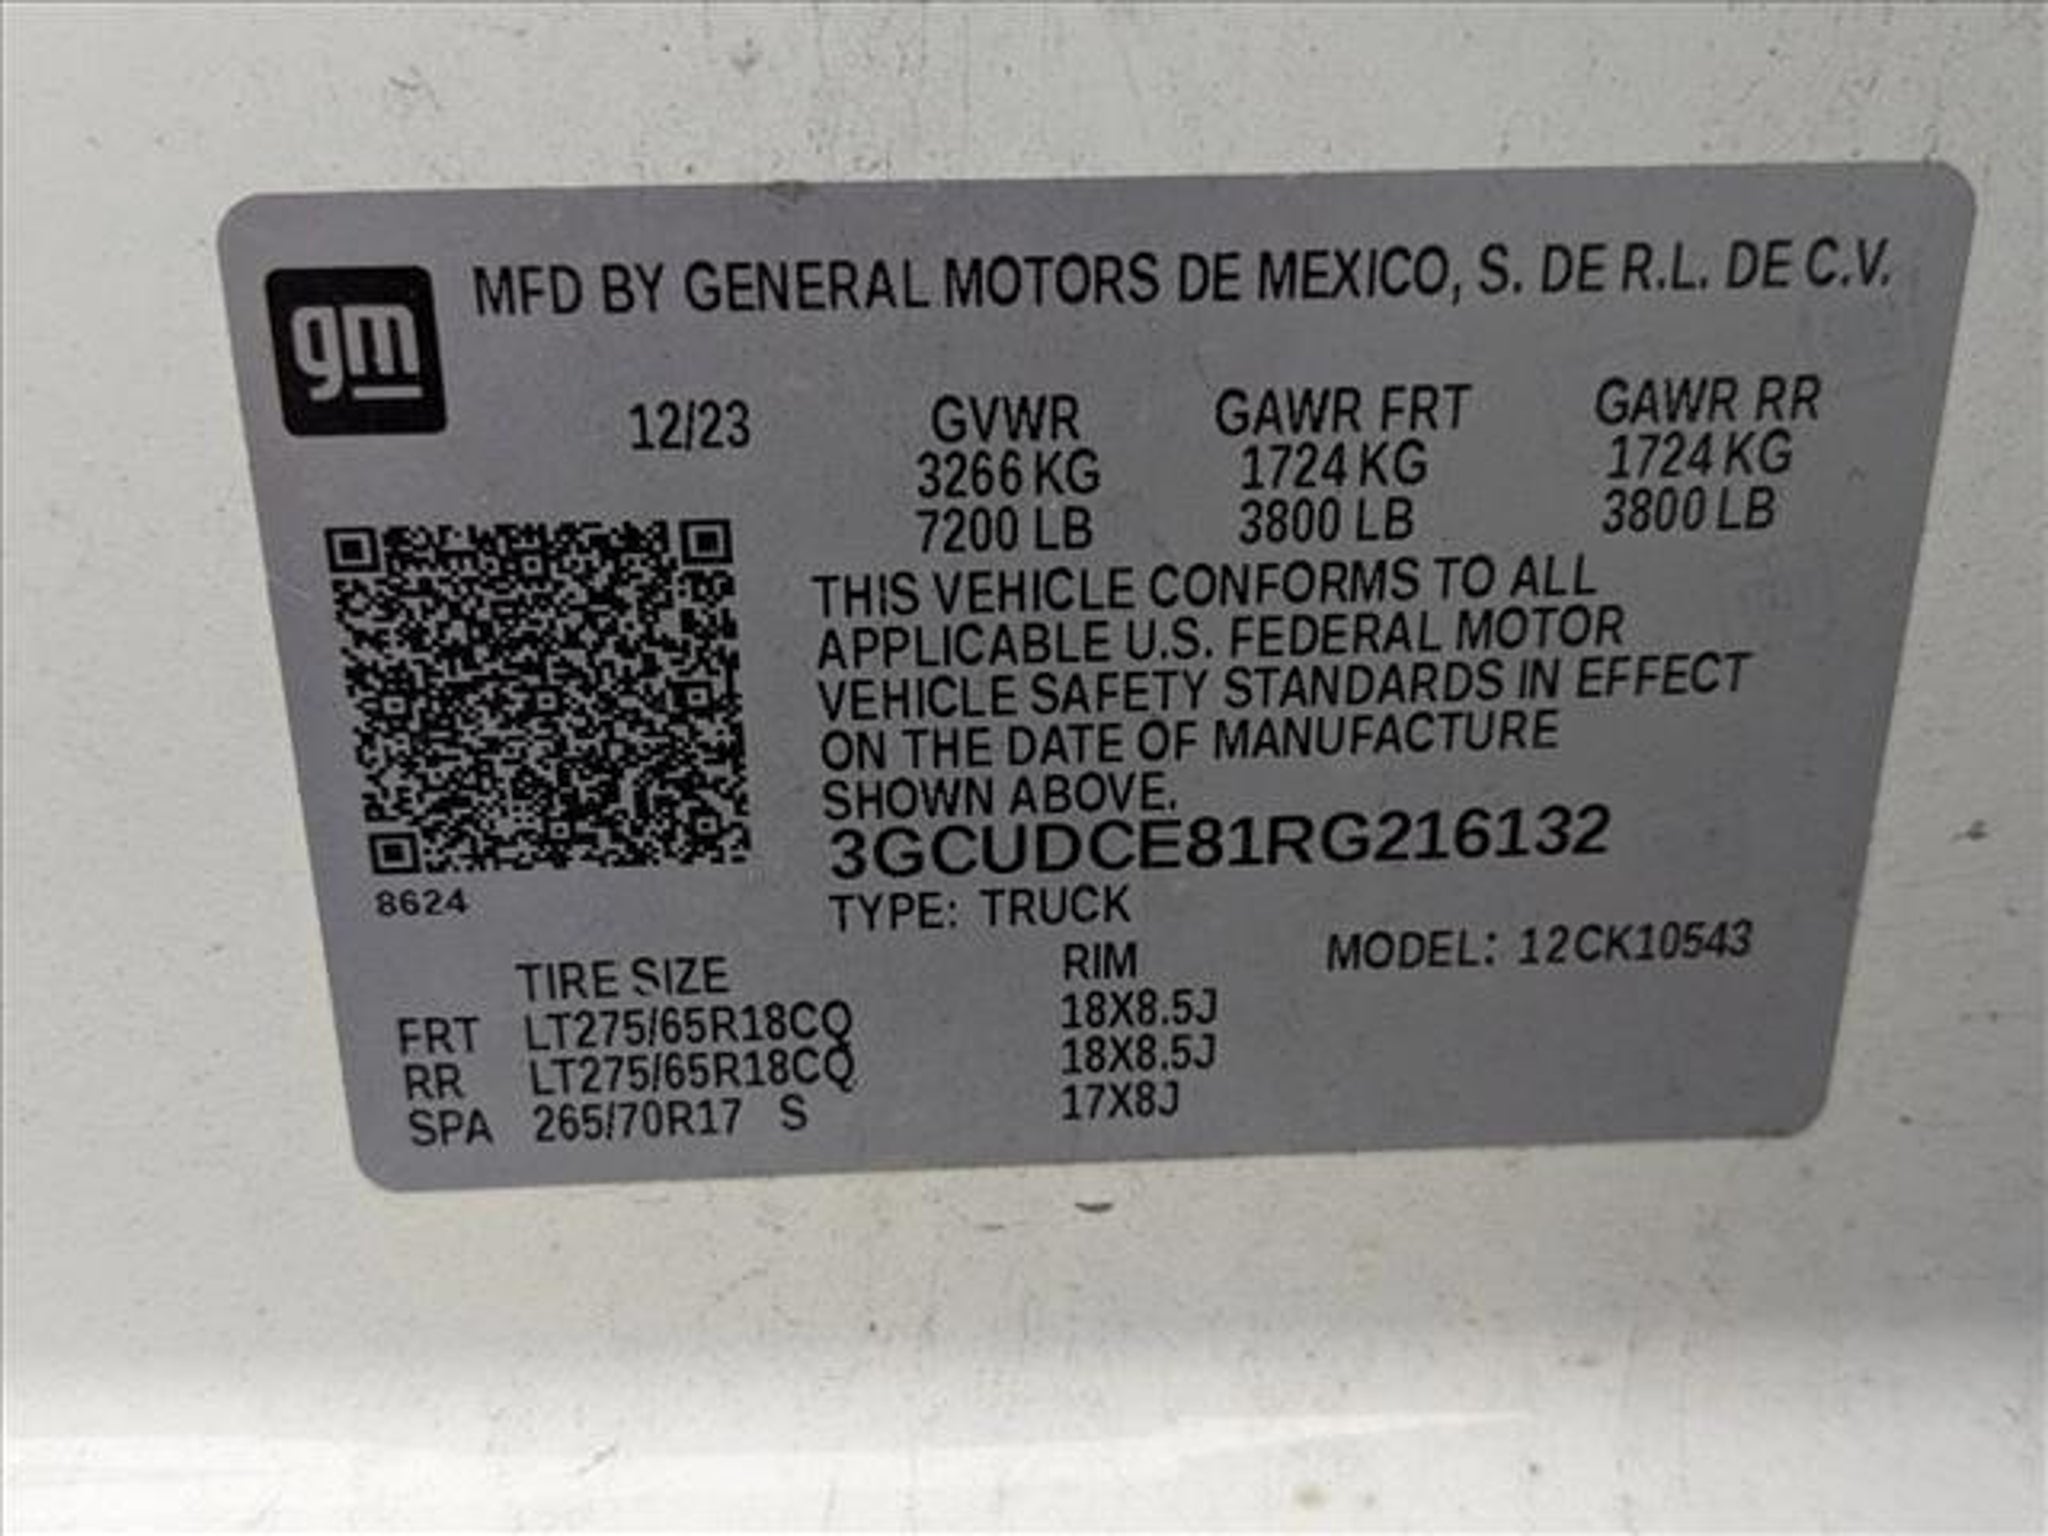 gm
MFD BY GENERAL MOTORS DE MEXICO, S. DE R.L. DE C.V.
12/23 GVWR GAWR FRT GAWR RR
3266 KG 1724 KG 1724 KG
7200 LB 3800 LB 3800 LB
THIS VEHICLE CONFORMS TO ALL
APPLICABLE U.S. FEDERAL MOTOR
VEHICLE SAFETY STANDARDS IN EFFECT
ON THE DATE OF MANUFACTURE
SHOWN ABOVE.
3GCUDCE81RG216132
8624
TYPE: TRUCK
MODEL: 12CK10543
TIRE SIZE RIM
FRT LT275/65R18CQ 18X8.5J
RR LT275/65R18CQ 18X8.5J
SPA 265/70R17 S 17X8J